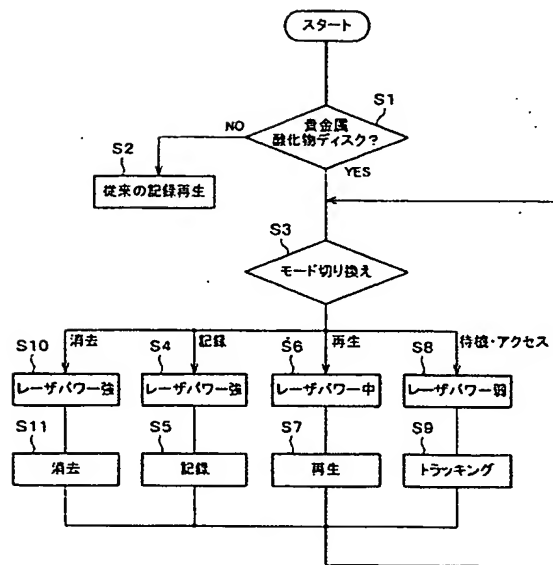 スタート
S1
貴金属
酸化物ディスク?
NO
YES
S2
従来の記録再生
S3
モード切り換え
消去
記録
再生
待機・アクセス
S10
S4
S6
S8
レーザパワー強
レーザパワー強
レーザパワー中
レーザパワー弱
S11
S5
S7
S9
消去
記録
再生
トラッキング